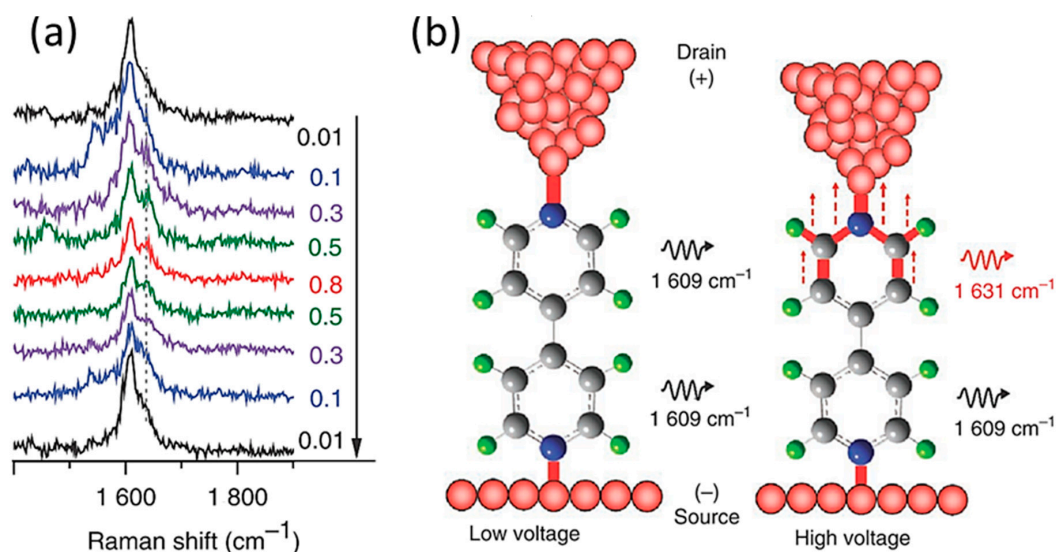 (a)
0.01
0.1
0.3
0.5
0.8
0.5
0.3
0.1
0.01
1 600 1 800
Raman shift (cm⁻¹)
(b)
Drain
(+)
1 609 cm⁻¹
1 609 cm⁻¹
1 631 cm⁻¹
1 609 cm⁻¹
(–)
Source
Low voltage
High voltage